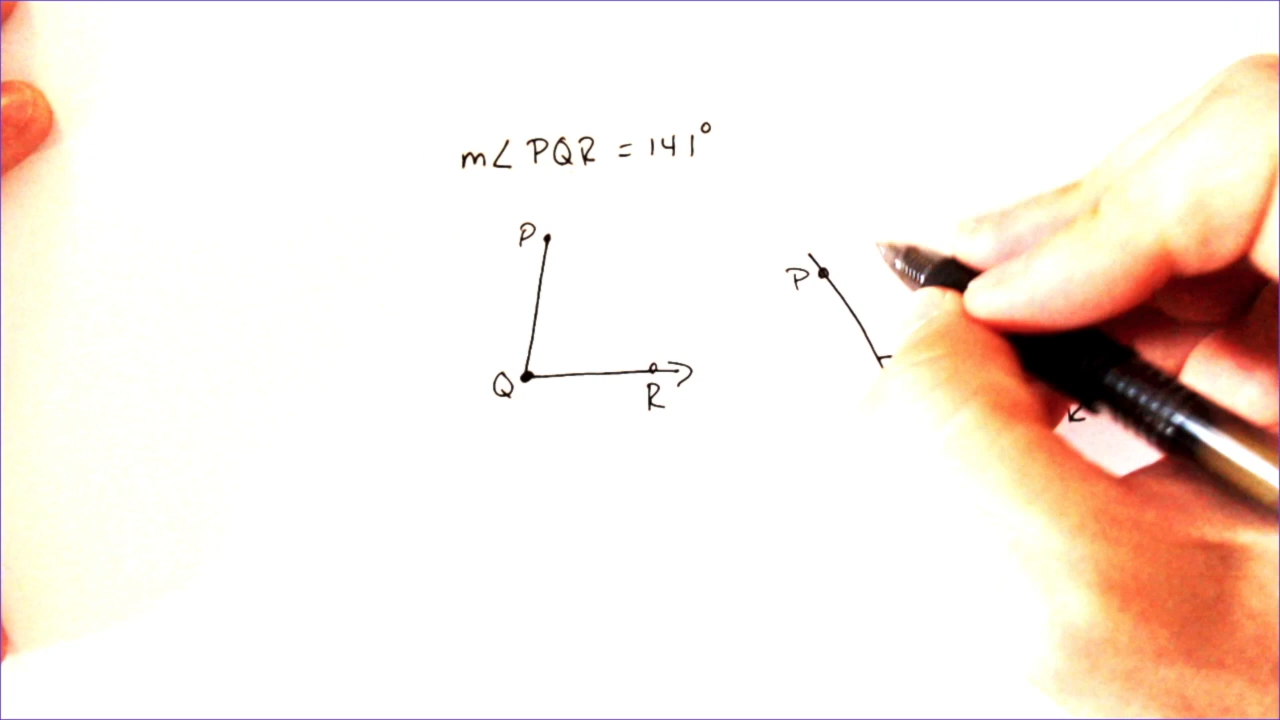 m∠ PQR = 141°
P
P
Q
R